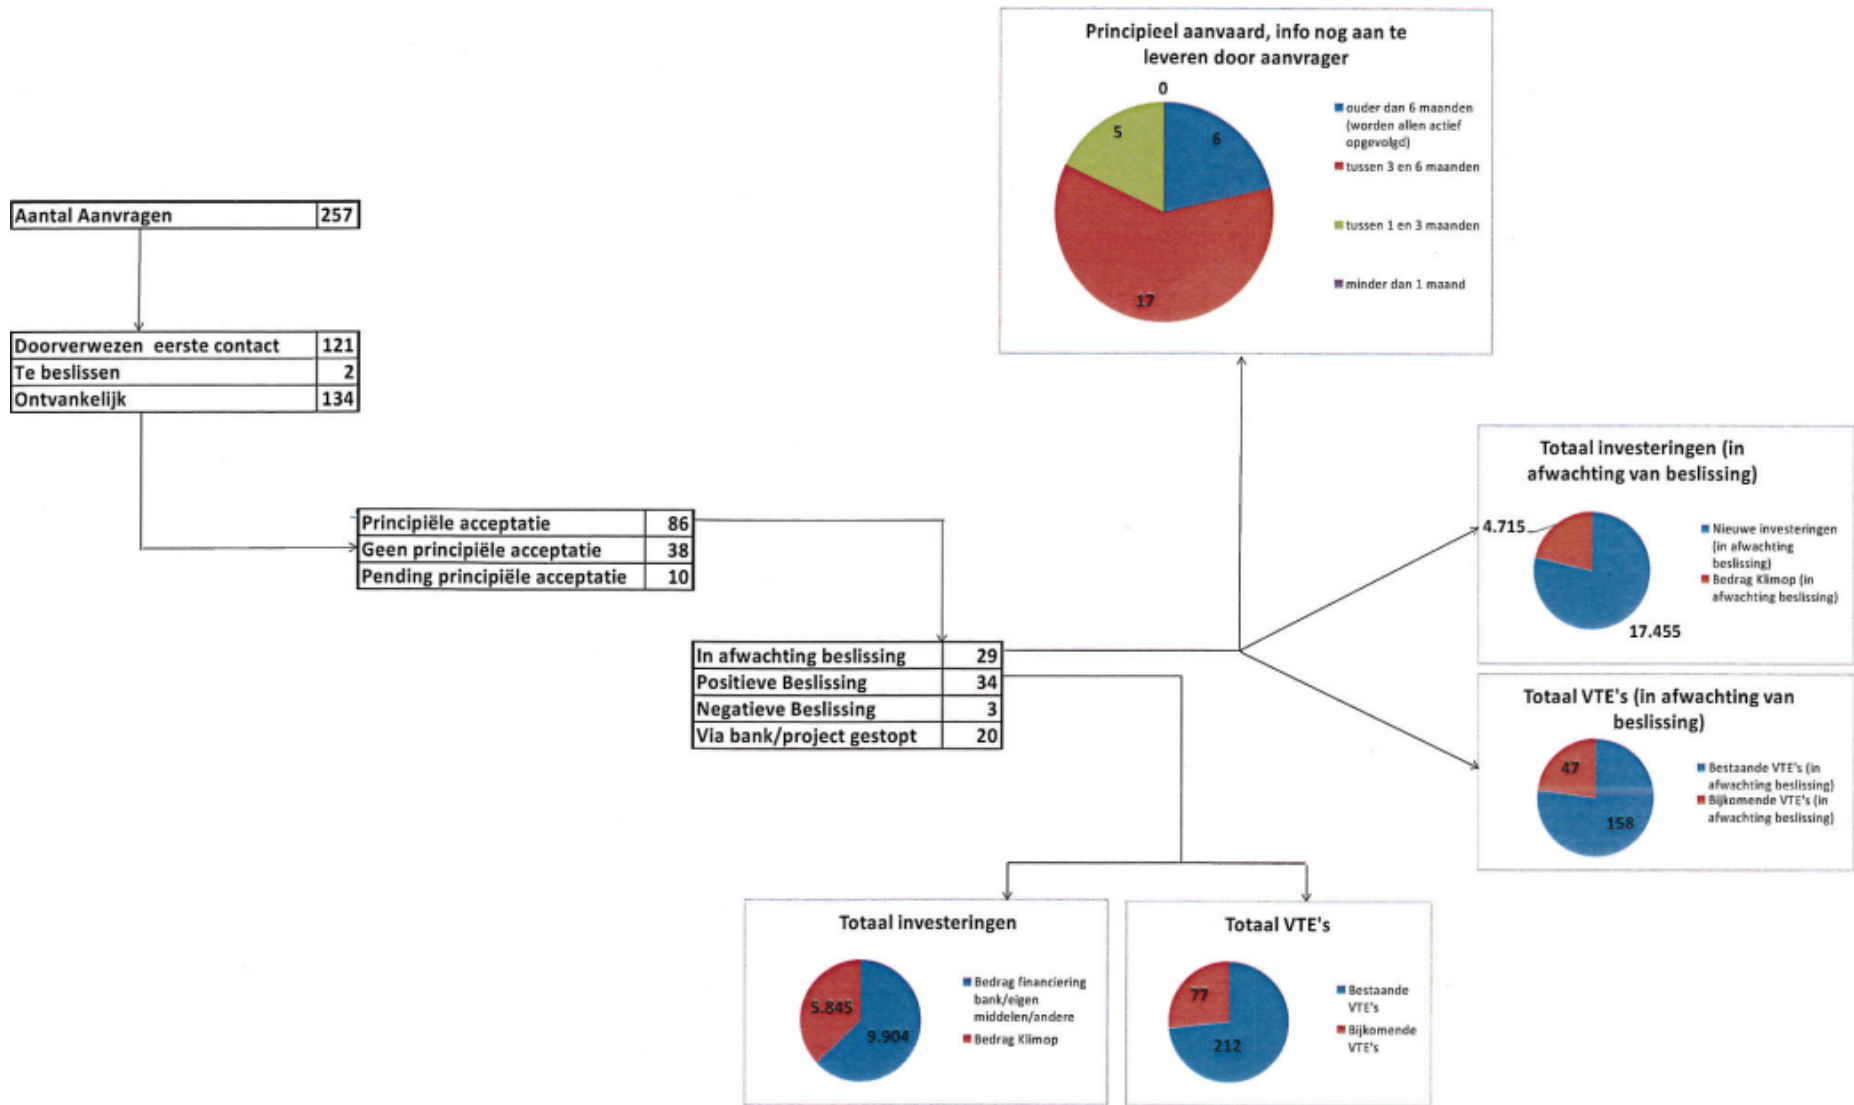 Principieel aanvaard, info nog aan te
leveren door aanvrager
0
5
6
17
ouder dan 6 maanden
(worden allen actief
opgevolgd)
tussen 3 en 6 maanden
tussen 1 en 3 maanden
minder dan 1 maand
Aantal Aanvragen 257
Doorverwezen eerste contact 121
Te beslissen 2
Ontvankelijk 134
Principiële acceptatie 86
Geen principiële acceptatie 38
Pending principiële acceptatie 10
In afwachting beslissing 29
Positieve Beslissing 34
Negatieve Beslissing 3
Via bank/project gestopt 20
Totaal investeringen (in
afwachting van beslissing)
4.715
17.455
Nieuwe investeringen
(in afwachting
beslissing)
Bedrag Klimop (in
afwachting beslissing)
Totaal VTE's (in afwachting van
beslissing)
47
158
Bestaande VTE's (in
afwachting beslissing)
Bijkomende VTE's (in
afwachting beslissing)
Totaal investeringen
5.845
9.904
Bedrag financiering
bank/eigen
middelen/andere
Bedrag Klimop
Totaal VTE's
77
212
Bestaande
VTE's
Bijkomende
VTE's